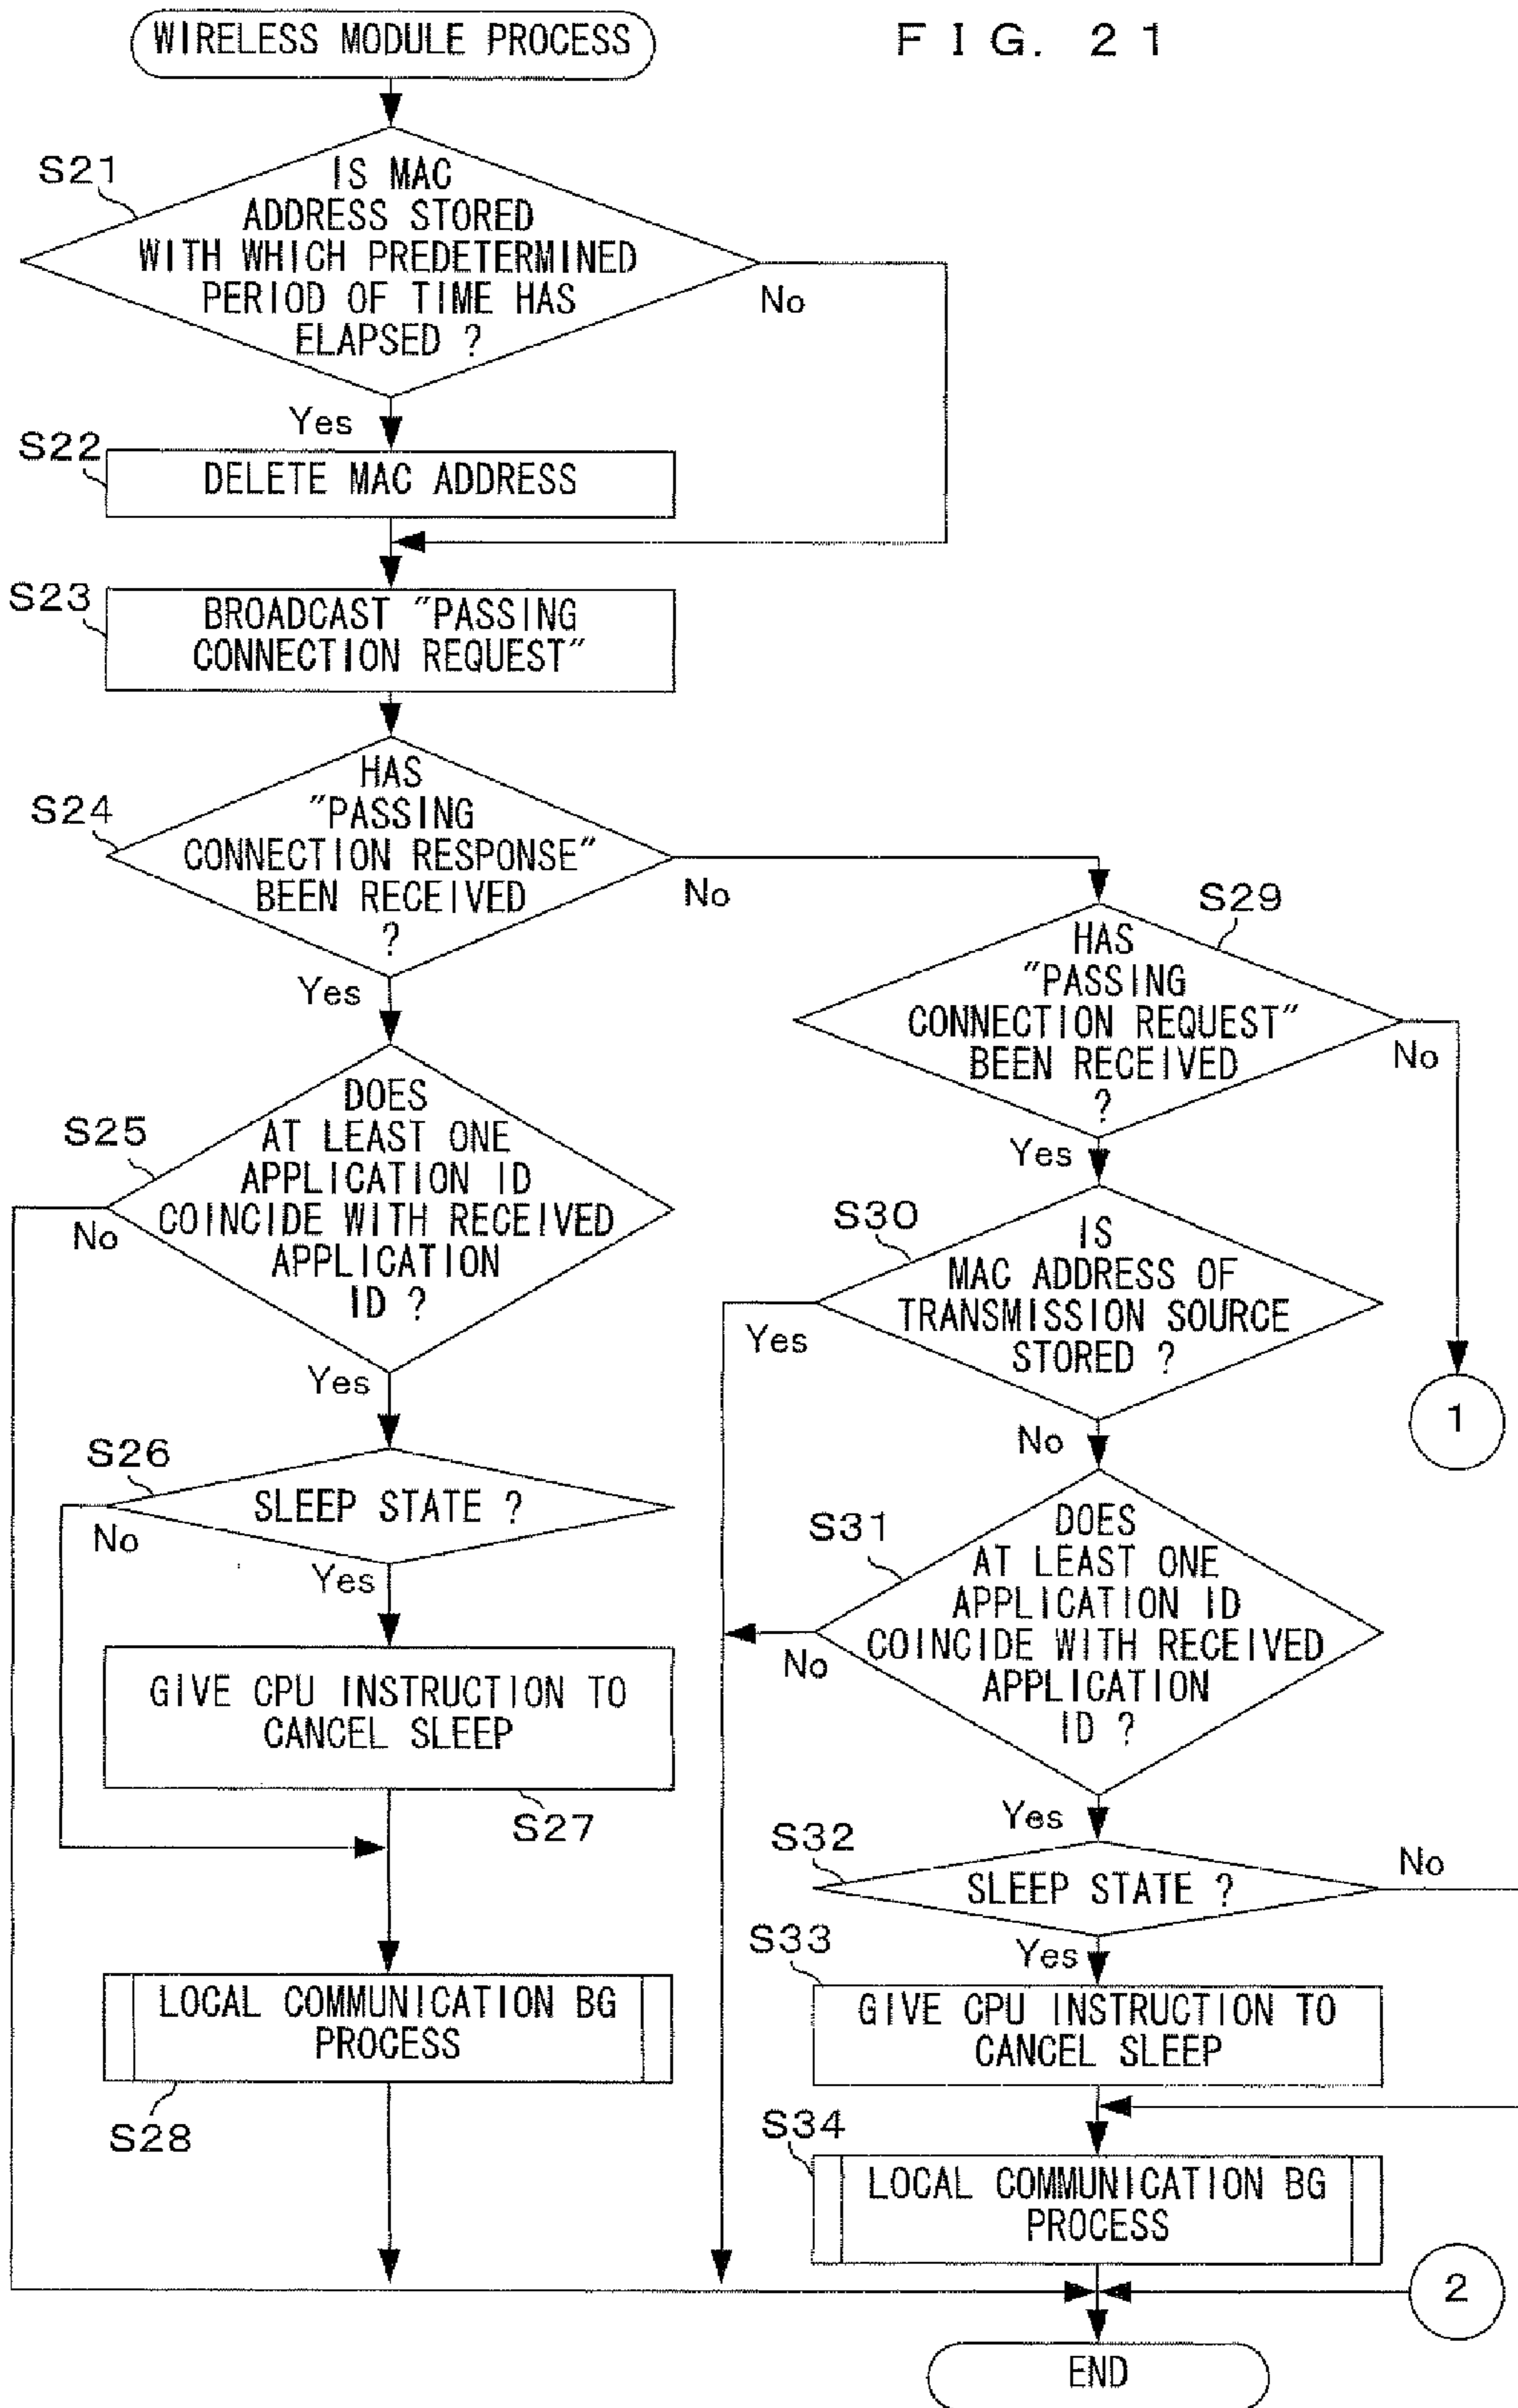 WIRELESS MODULE PROCESS
FIG. 21
S21
IS MAC
ADDRESS STORED
WITH WHICH PREDETERMINED
PERIOD OF TIME HAS
ELAPSED ?
No
Yes
S22
DELETE MAC ADDRESS
S23
BROADCAST "PASSING
CONNECTION REQUEST"
S24
HAS
"PASSING
CONNECTION RESPONSE"
BEEN RECEIVED
?
No
Yes
S25
DOES
AT LEAST ONE
APPLICATION ID
COINCIDE WITH RECEIVED
APPLICATION
ID ?
No
Yes
S26
SLEEP STATE ?
No
Yes
GIVE CPU INSTRUCTION TO
CANCEL SLEEP
S27
LOCAL COMMUNICATION BG
PROCESS
S28
S29
HAS
"PASSING
CONNECTION REQUEST"
BEEN RECEIVED
?
No
Yes
1
S30
IS
MAC ADDRESS OF
TRANSMISSION SOURCE
STORED ?
Yes
No
S31
DOES
AT LEAST ONE
APPLICATION ID
COINCIDE WITH RECEIVED
APPLICATION
ID ?
No
Yes
S32
SLEEP STATE ?
No
Yes
S33
GIVE CPU INSTRUCTION TO
CANCEL SLEEP
S34
LOCAL COMMUNICATION BG
PROCESS
2
END